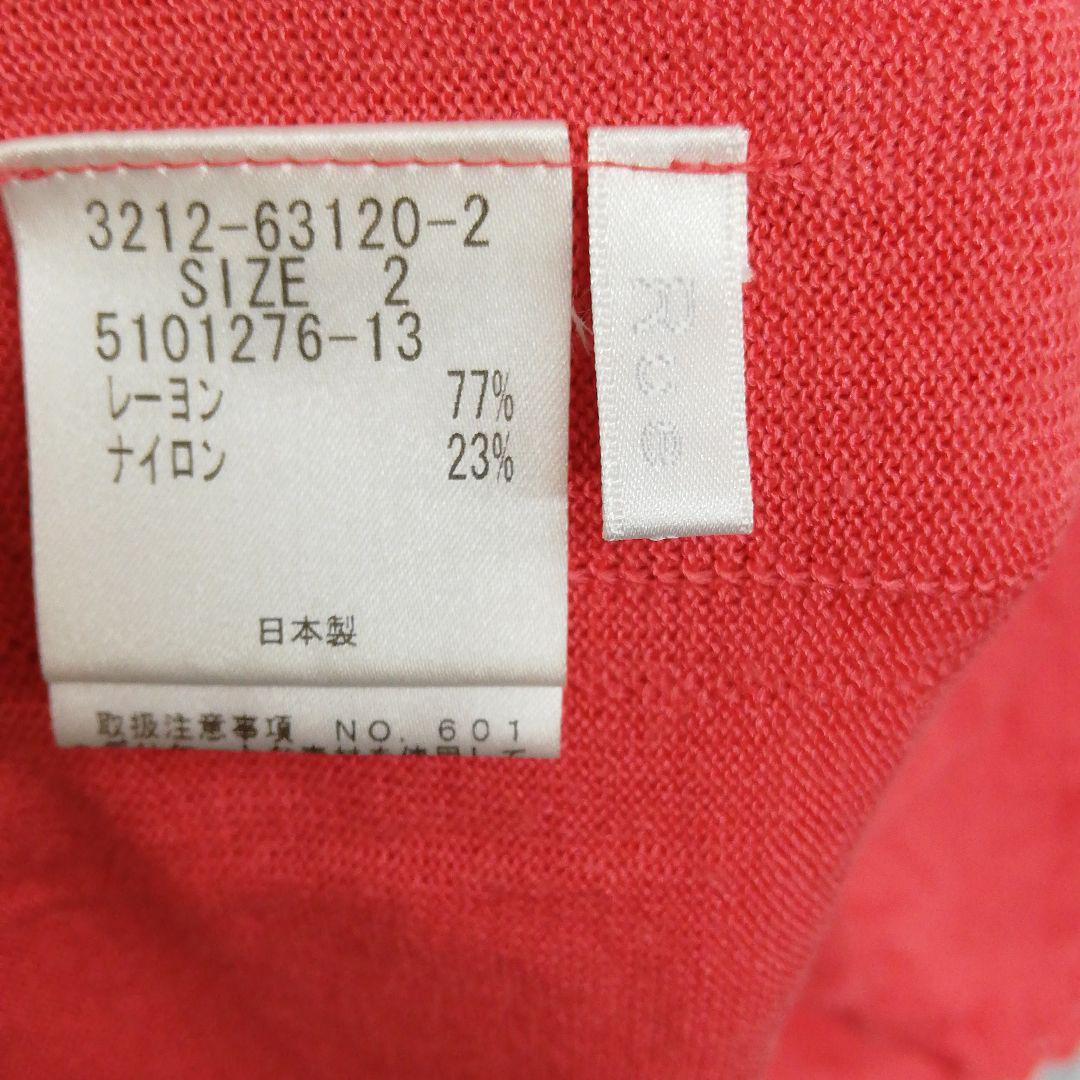 3212-63120-2
SIZE 2
5101276-13
レーヨン 77%
ナイロン 23%
日本製
取扱注意事項 NO. 601